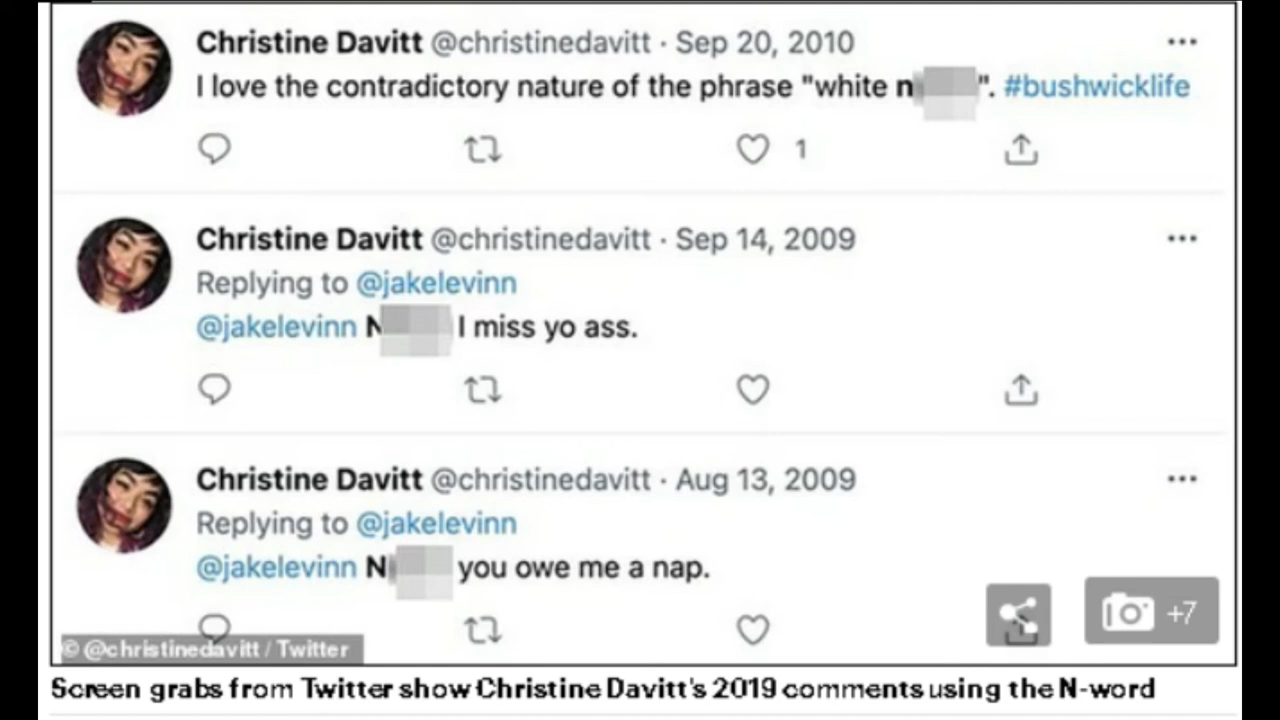 Christine Davitt @christinedavitt · Sep 20, 2010
I love the contradictory nature of the phrase "white n". #bushwicklife
1
Christine Davitt @christinedavitt · Sep 14, 2009
Replying to @jakelevinn
@jakelevinn N I miss yo ass.
Christine Davitt @christinedavitt · Aug 13, 2009
Replying to @jakelevinn
@jakelevinn N you owe me a nap.
+7
© @christinedavitt / Twitter
Screen grabs from Twitter show Christine Davitt's 2019 comments using the N-word